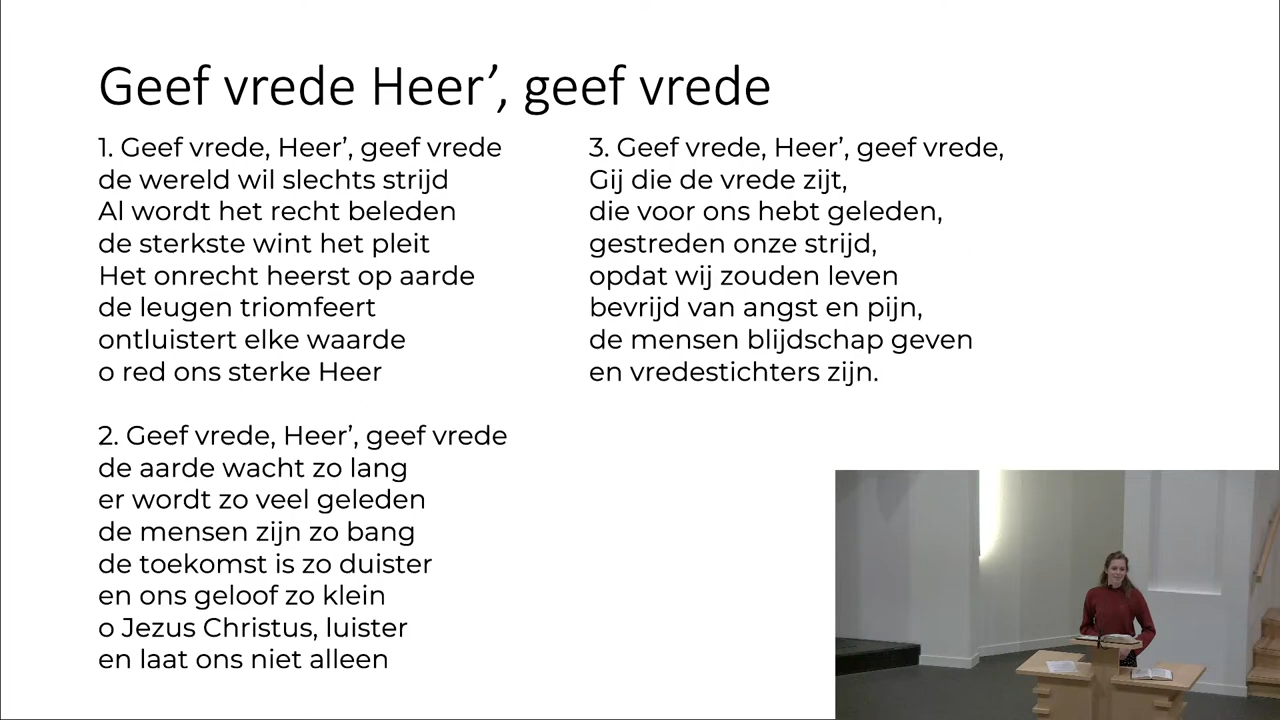 Geef vrede Heer’, geef vrede
1. Geef vrede, Heer’, geef vrede
de wereld wil slechts strijd
Al wordt het recht beleden
de sterkste wint het pleit
Het onrecht heerst op aarde
de leugen triomfeert
ontluistert elke waarde
o red ons sterke Heer
2. Geef vrede, Heer’, geef vrede
de aarde wacht zo lang
er wordt zo veel geleden
de mensen zijn zo bang
de toekomst is zo duister
en ons geloof zo klein
o Jezus Christus, luister
en laat ons niet alleen
3. Geef vrede, Heer’, geef vrede,
Gij die de vrede zijt,
die voor ons hebt geleden,
gestreden onze strijd,
opdat wij zouden leven
bevrijd van angst en pijn,
de mensen blijdschap geven
en vredestichters zijn.